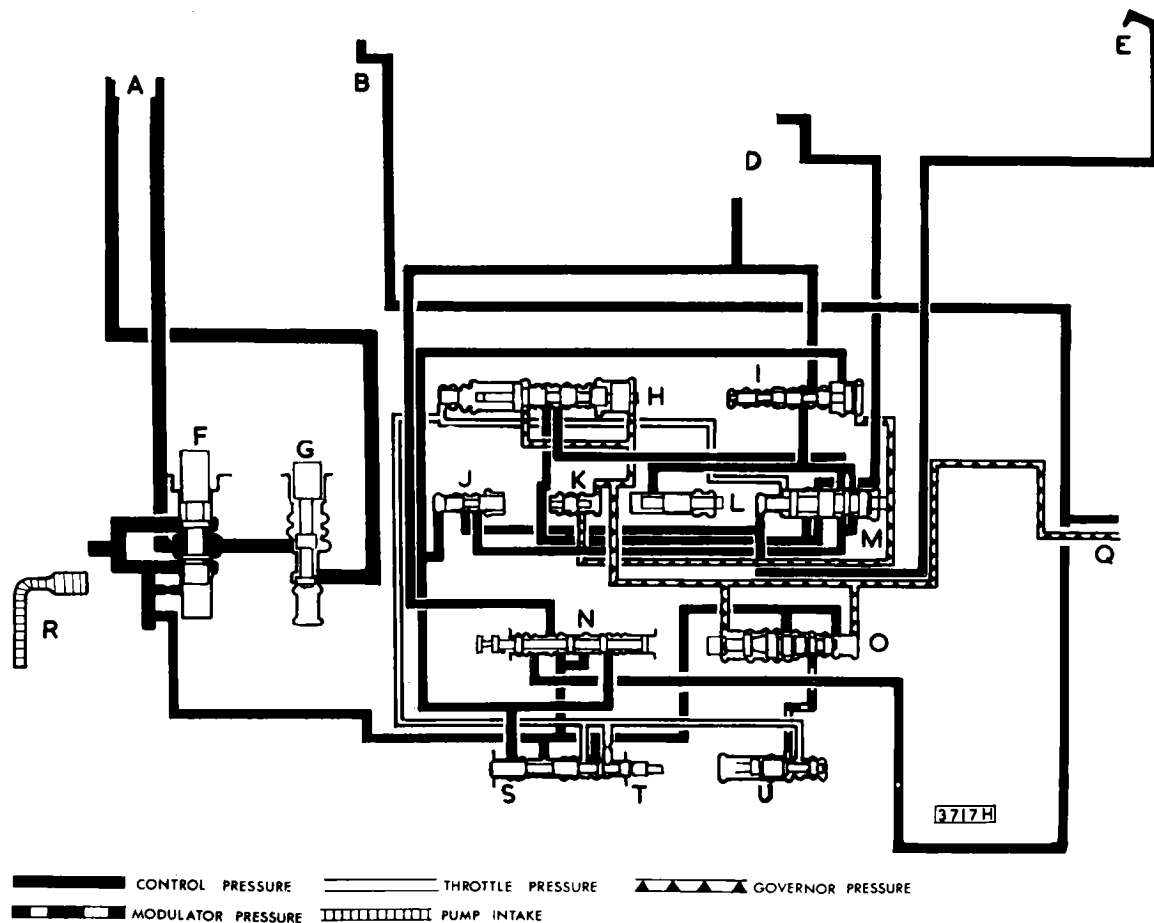 A
B
E
D
F
G
H
I
J
K
L
M
Q
R
N
O
S
T
U
3717H
CONTROL PRESSURE
THROTTLE PRESSURE
GOVERNOR PRESSURE
MODULATOR PRESSURE
PUMP INTAKE